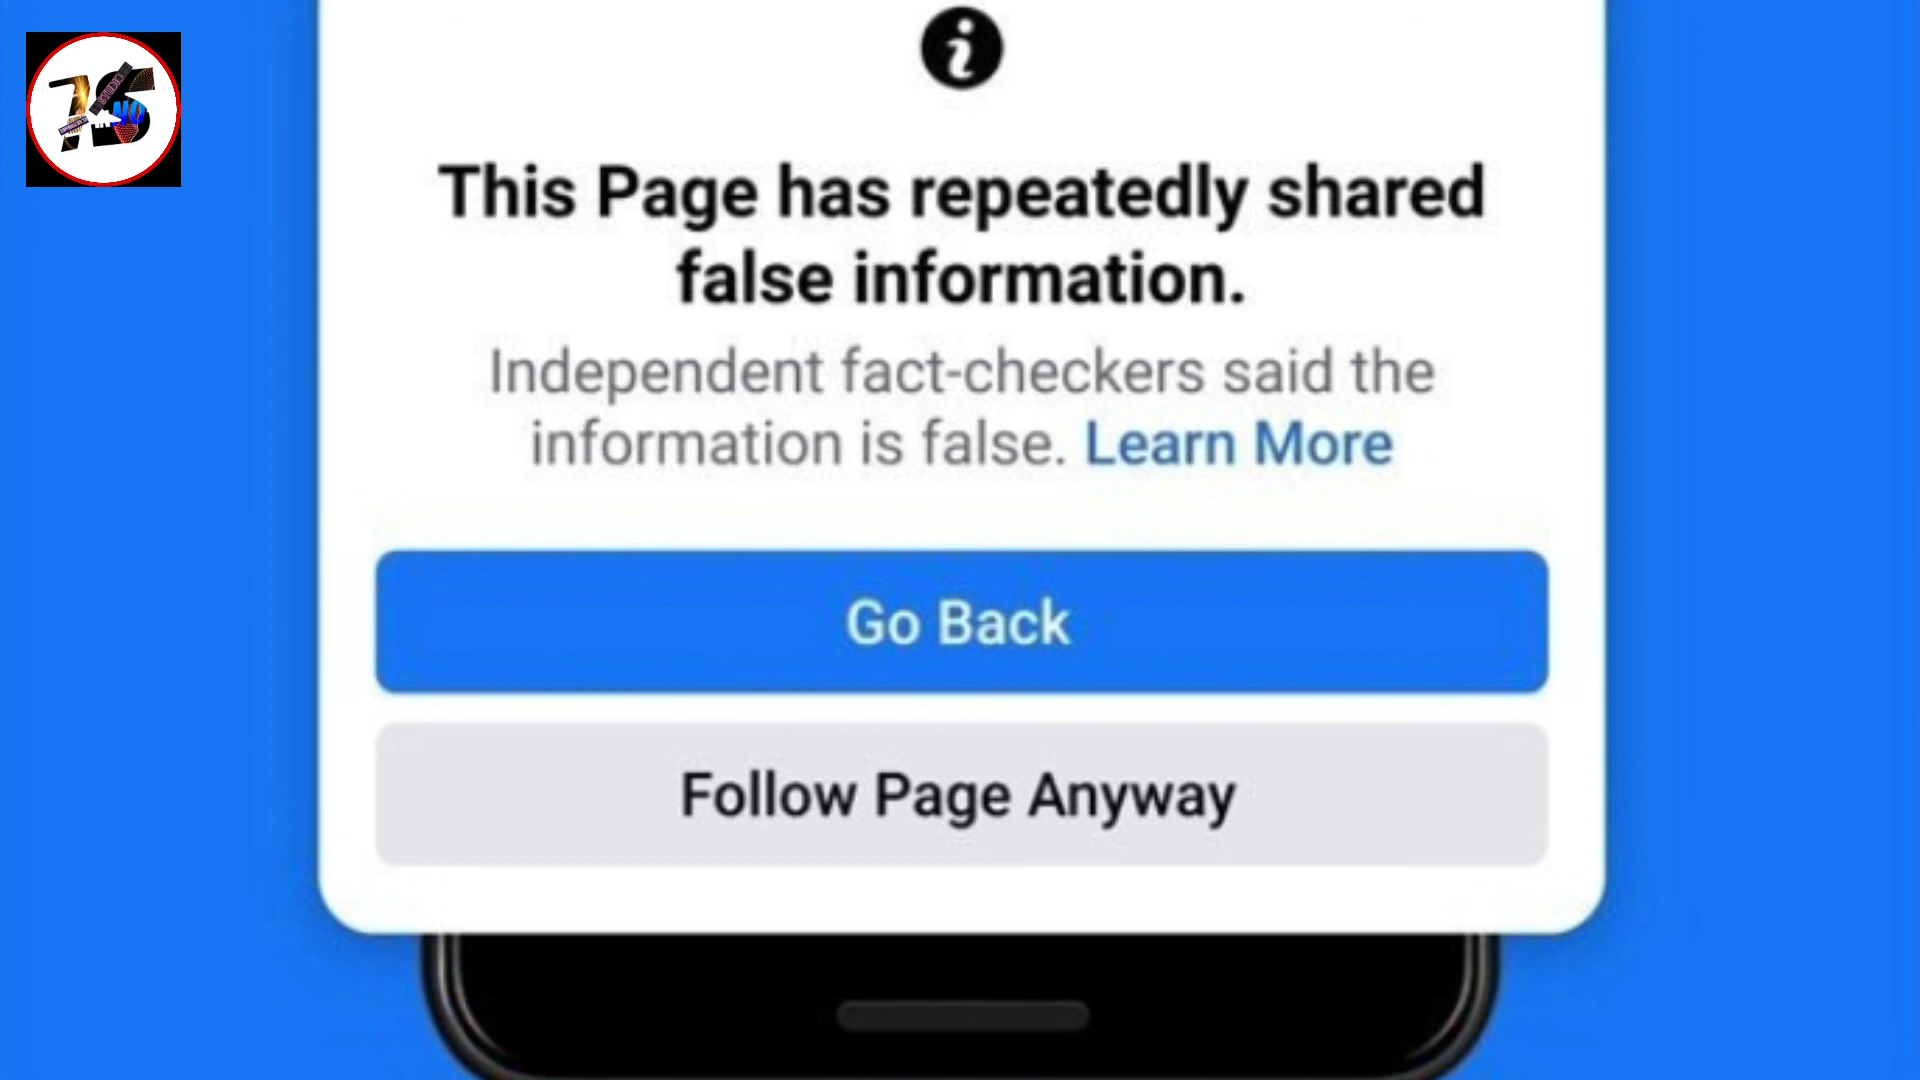 STUDIO
This Page has repeatedly shared
false information.
Independent fact-checkers said the
information is false. Learn More
Go Back
Follow Page Anyway